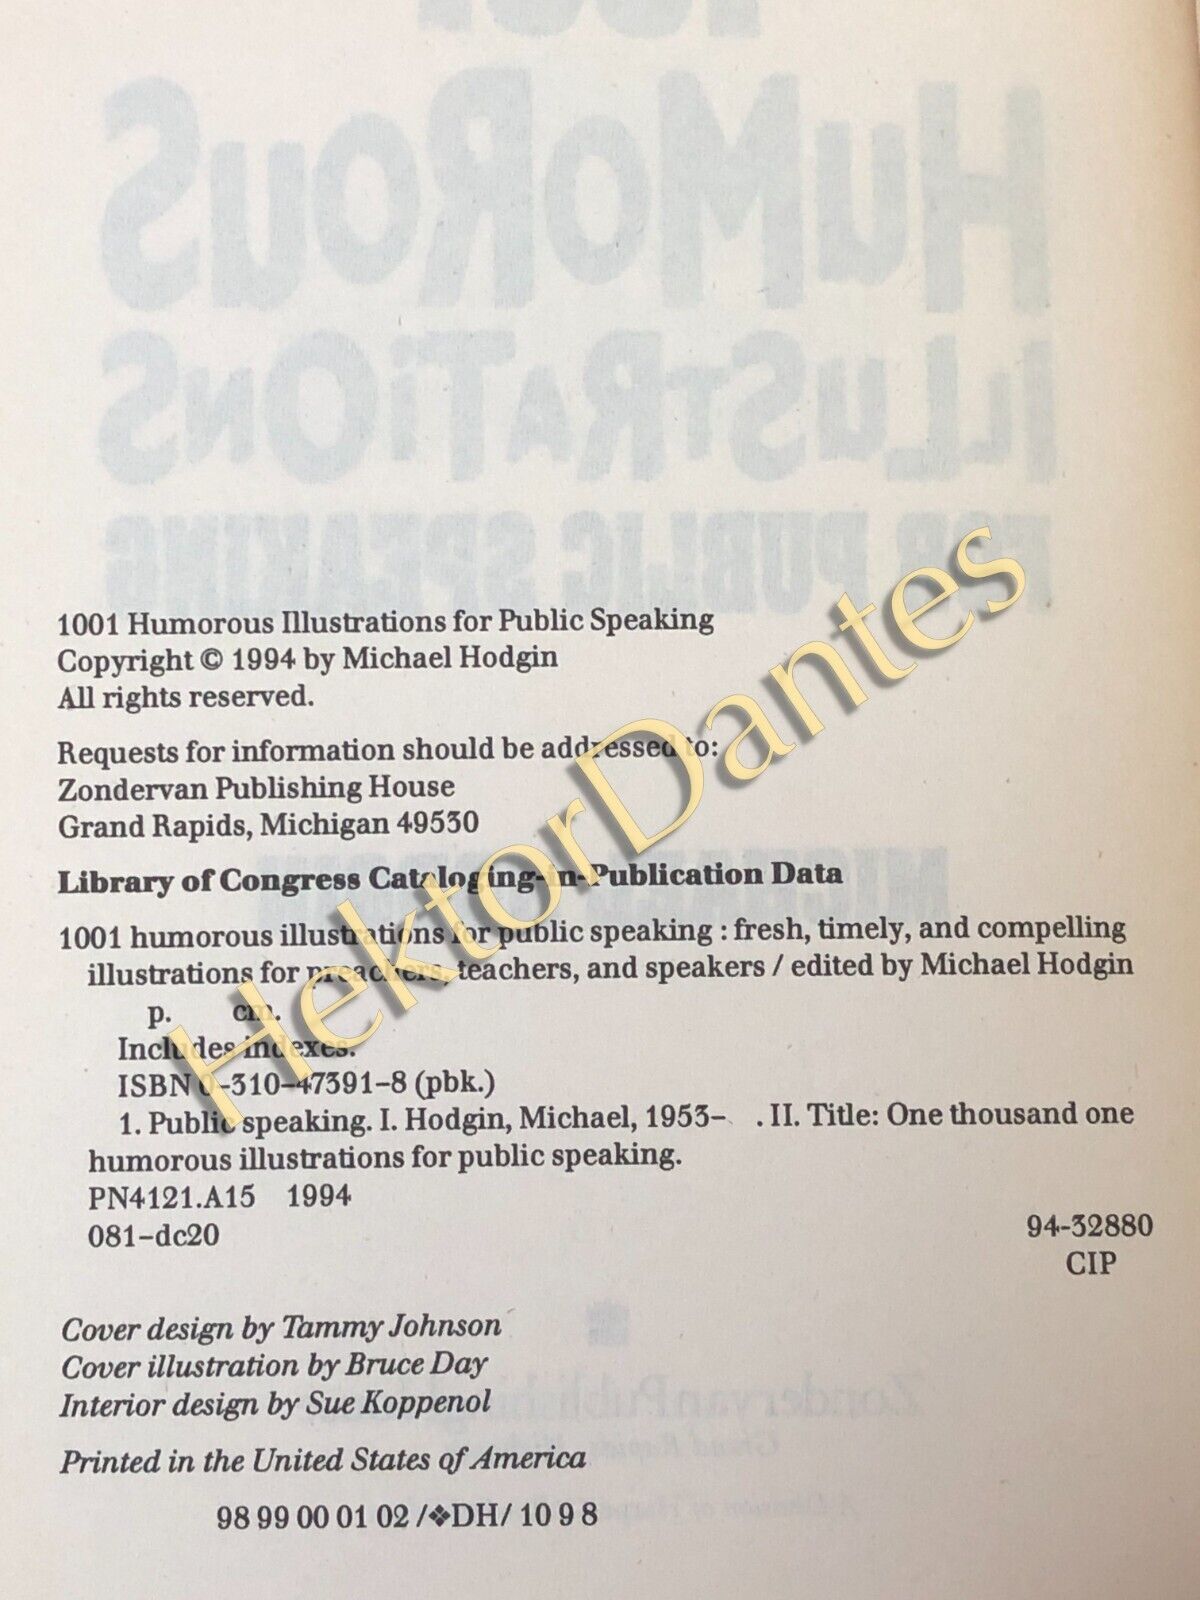 1001
HUMOROUS
ILLUSTRATIONS
FOR PUBLIC SPEAKING
1001 Humorous Illustrations for Public Speaking
Copyright © 1994 by Michael Hodgin
All rights reserved.
Requests for information should be addressed to:
Zondervan Publishing House
Grand Rapids, Michigan 49530
Library of Congress Cataloging-in-Publication Data
1001 humorous illustrations for public speaking : fresh, timely, and compelling
illustrations for preachers, teachers, and speakers / edited by Michael Hodgin
p. cm.
Includes indexes.
ISBN 0-310-47391-8 (pbk.)
1. Public speaking. I. Hodgin, Michael, 1953– . II. Title: One thousand one
humorous illustrations for public speaking.
PN4121.A15 1994
081-dc20
94-32880
CIP
Cover design by Tammy Johnson
Cover illustration by Bruce Day
Interior design by Sue Koppenol
Printed in the United States of America
98 99 00 01 02 /❖DH/ 10 9 8
HektorDantes